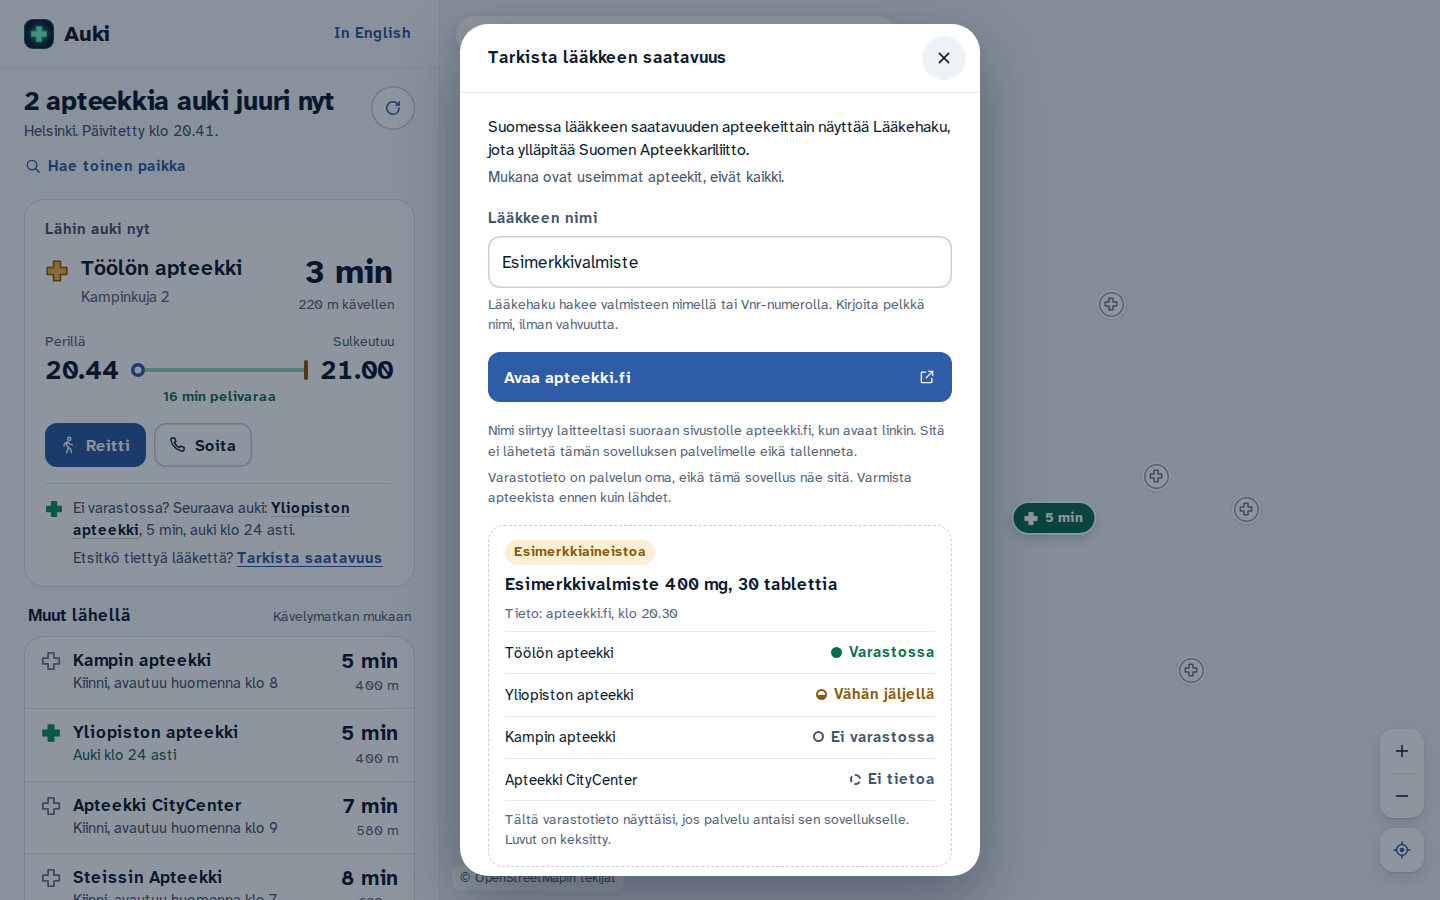 Auki
In English
2 apteekkia auki juuri nyt
Helsinki. Päivitetty klo 20.41.
Hae toinen paikka
Lähin auki nyt
Töölön apteekki
3 min
Kampinkuja 2
220 m kävellen
Perillä
Sulkeutuu
20.44
21.00
16 min pelivaraa
Reitti
Soita
Ei varastossa? Seuraava auki: Yliopiston
apteekki, 5 min, auki klo 24 asti.
Etsitkö tiettyä lääkettä? Tarkista saatavuus
Muut lähellä
Kävelymatkan mukaan
Kampin apteekki
5 min
Kiinni, avautuu huomenna klo 8
400 m
Yliopiston apteekki
5 min
Auki klo 24 asti
400 m
Apteekki CityCenter
7 min
Kiinni, avautuu huomenna klo 9
580 m
Steissin Apteekki
8 min
Kiinni, avautuu huomenna klo 7
Tarkista lääkkeen saatavuus
Suomessa lääkkeen saatavuuden apteekeittain näyttää Lääkehaku,
jota ylläpitää Suomen Apteekkariliitto.
Mukana ovat useimmat apteekit, eivät kaikki.
Lääkkeen nimi
Esimerkkivalmiste
Lääkehaku hakee valmisteen nimellä tai Vnr-numerolla. Kirjoita pelkkä
nimi, ilman vahvuutta.
Avaa apteekki.fi
Nimi siirtyy laitteeltasi suoraan sivustolle apteekki.fi, kun avaat linkin. Sitä
ei lähetetä tämän sovelluksen palvelimelle eikä tallenneta.
Varastotieto on palvelun oma, eikä tämä sovellus näe sitä. Varmista
apteekista ennen kuin lähdet.
Esimerkkiaineistoa
Esimerkkivalmiste 400 mg, 30 tablettia
Tieto: apteekki.fi, klo 20.30
Töölön apteekki
Varastossa
Yliopiston apteekki
Vähän jäljellä
Kampin apteekki
Ei varastossa
Apteekki CityCenter
Ei tietoa
Tältä varastotieto näyttäisi, jos palvelu antaisi sen sovellukselle.
Luvut on keksitty.
5 min
© OpenStreetMapin tekijät